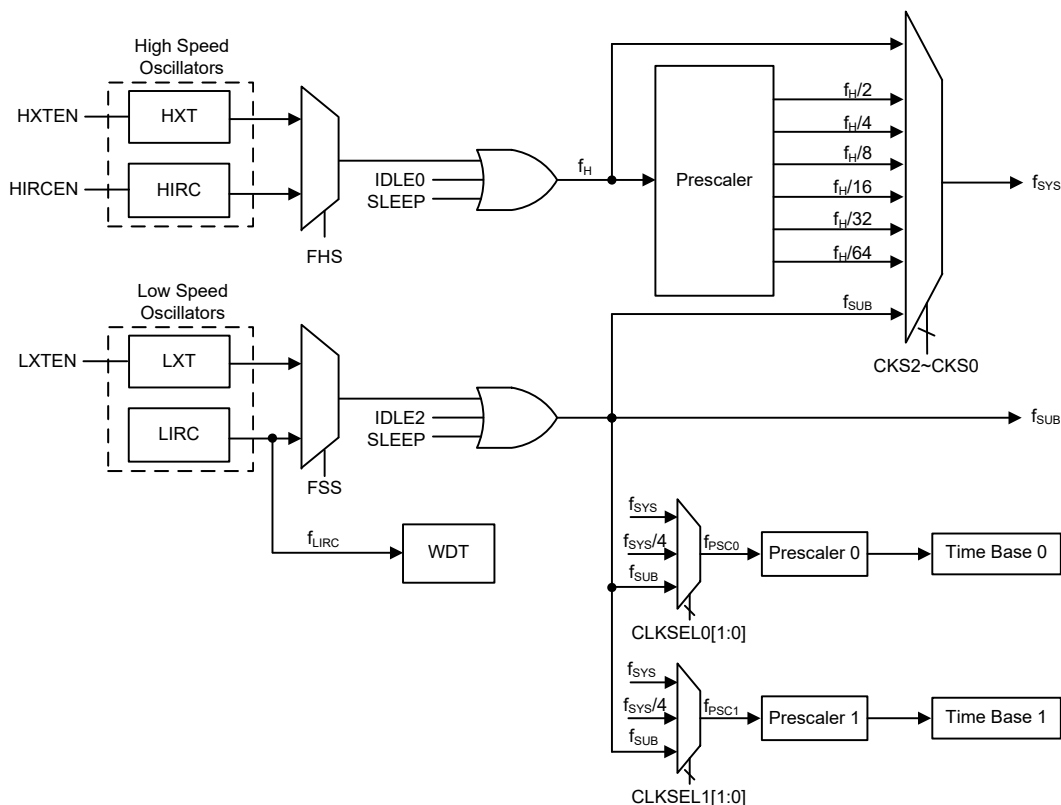 High Speed
Oscillators
HXTEN
HXT
HIRCEN
HIRC
FHS
IDLE0
SLEEP
fH
Prescaler
fH/2
fH/4
fH/8
fH/16
fH/32
fH/64
fSUB
CKS2~CKS0
fSYS
Low Speed
Oscillators
LXTEN
LXT
LIRC
FSS
IDLE2
SLEEP
fSUB
fLIRC
WDT
fSYS
fSYS/4
fSUB
fPSC0
Prescaler 0
Time Base 0
CLKSEL0[1:0]
fSYS
fSYS/4
fSUB
fPSC1
Prescaler 1
Time Base 1
CLKSEL1[1:0]